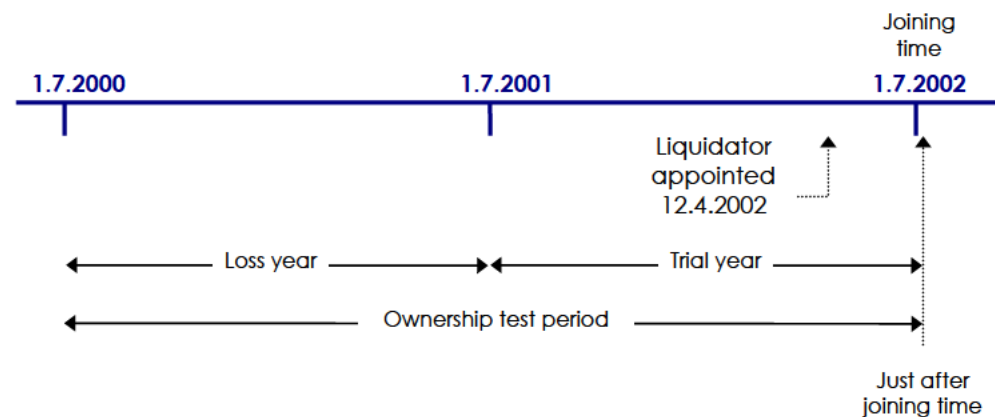 Joining
time
1.7.2000
1.7.2001
1.7.2002
Liquidator
appointed
12.4.2002
Loss year
Trial year
Ownership test period
Just after
joining time